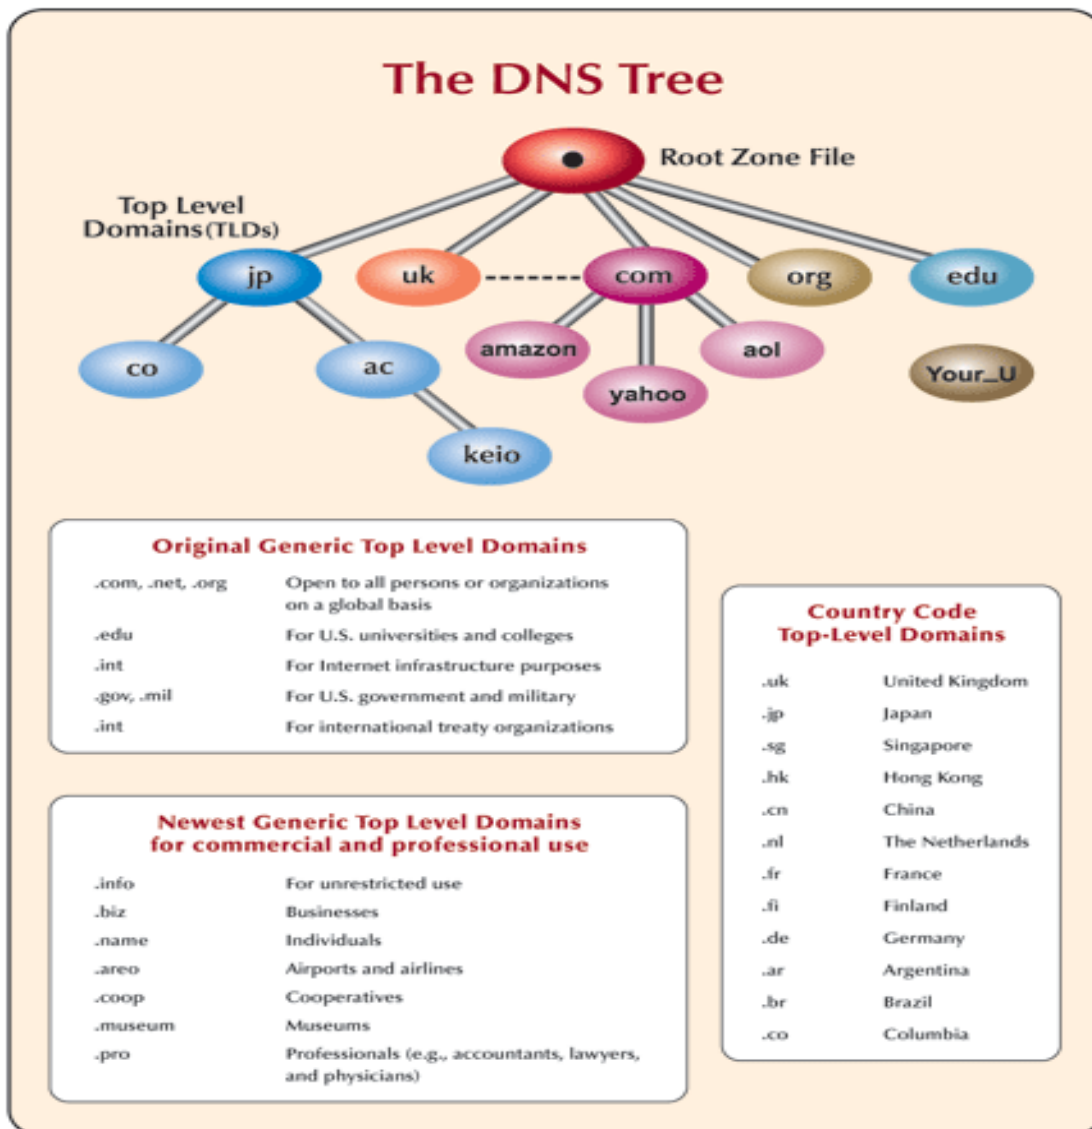 The DNS Tree
Root Zone File
Top Level
Domains (TLDs)
jp
uk
com
org
edu
co
ac
amazon
aol
Your_U
yahoo
keio
Original Generic Top Level Domains
.com, .net, .org Open to all persons or organizations
on a global basis
.edu For U.S. universities and colleges
.int For Internet infrastructure purposes
.gov, .mil For U.S. government and military
.int For international treaty organizations
Newest Generic Top Level Domains
for commercial and professional use
.info For unrestricted use
.biz Businesses
.name Individuals
.areo Airports and airlines
.coop Cooperatives
.museum Museums
.pro Professionals (e.g., accountants, lawyers,
and physicians)
Country Code
Top-Level Domains
.uk United Kingdom
.jp Japan
.sg Singapore
.hk Hong Kong
.cn China
.nl The Netherlands
.fr France
.fi Finland
.de Germany
.ar Argentina
.br Brazil
.co Columbia